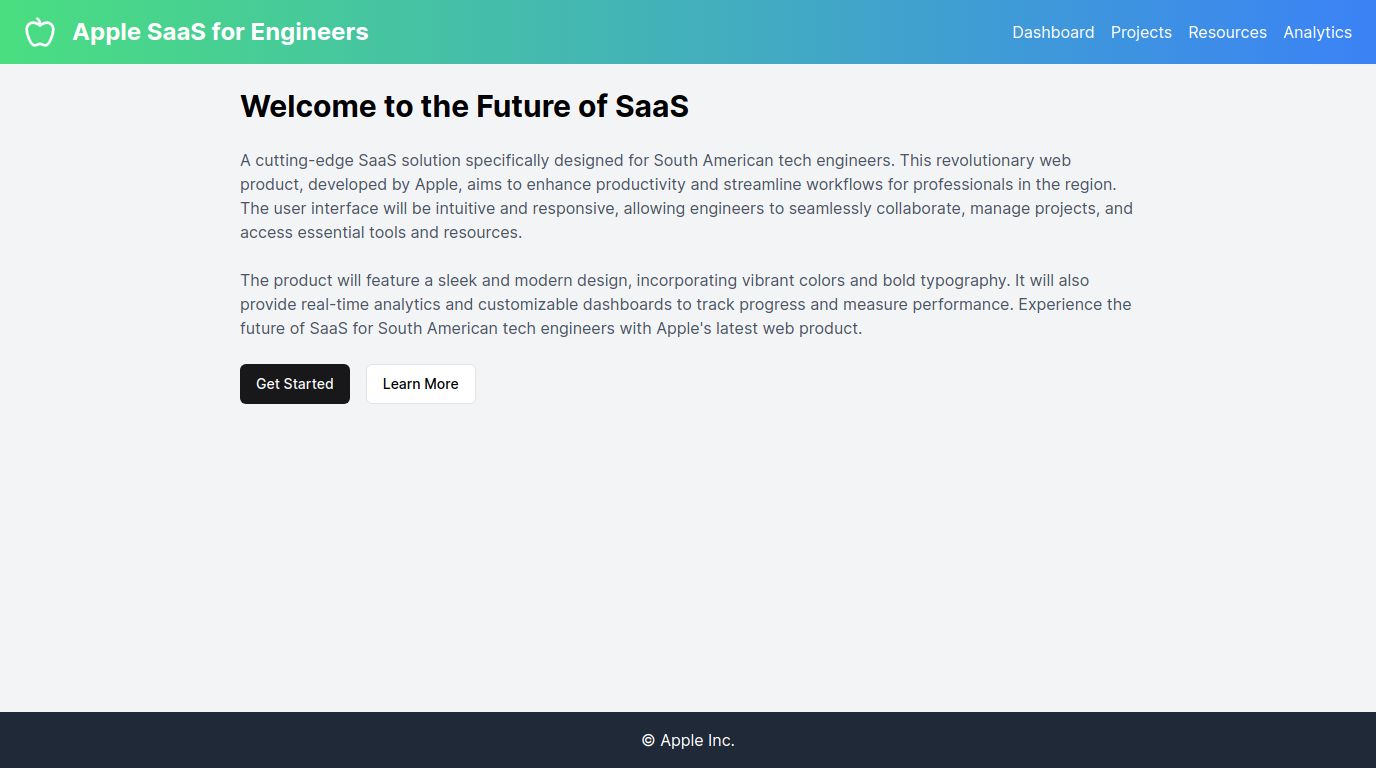 Apple SaaS for Engineers
Dashboard Projects Resources Analytics
Welcome to the Future of SaaS
A cutting-edge SaaS solution specifically designed for South American tech engineers. This revolutionary web
product, developed by Apple, aims to enhance productivity and streamline workflows for professionals in the region.
The user interface will be intuitive and responsive, allowing engineers to seamlessly collaborate, manage projects, and
access essential tools and resources.
The product will feature a sleek and modern design, incorporating vibrant colors and bold typography. It will also
provide real-time analytics and customizable dashboards to track progress and measure performance. Experience the
future of SaaS for South American tech engineers with Apple's latest web product.
Get Started
Learn More
© Apple Inc.